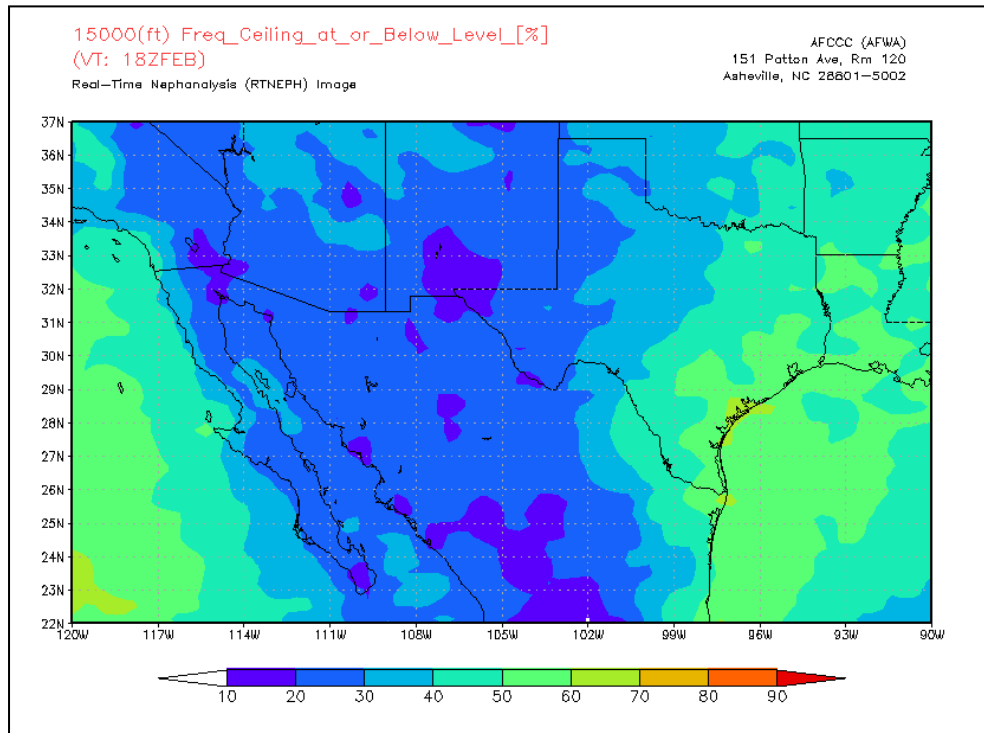 15000(ft) Freq_Ceiling_at_or_Below_Level_[%]
(VT: 18ZFEB)
Real-Time Nephanalysis (RTNEPH) Image
AFCCC (AFWA)
151 Patton Ave, Rm 120
Asheville, NC 28801-5002
37N
36N
35N
34N
33N
32N
31N
30N
29N
28N
27N
26N
25N
24N
23N
22N
120W 117W 114W 111W 108W 105W 102W 99W 96W 93W 90W
10 20 30 40 50 60 70 80 90